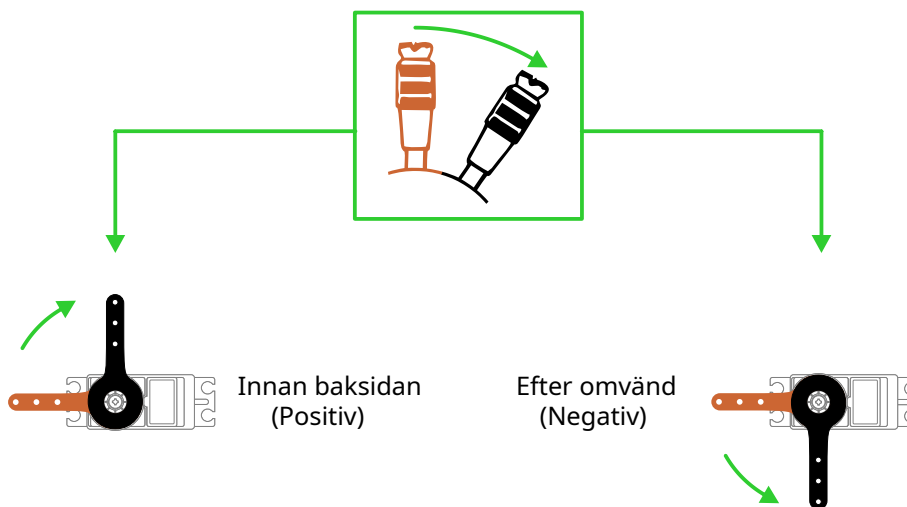 Innan baksidan
(Positiv)
Efter omvänd
(Negativ)